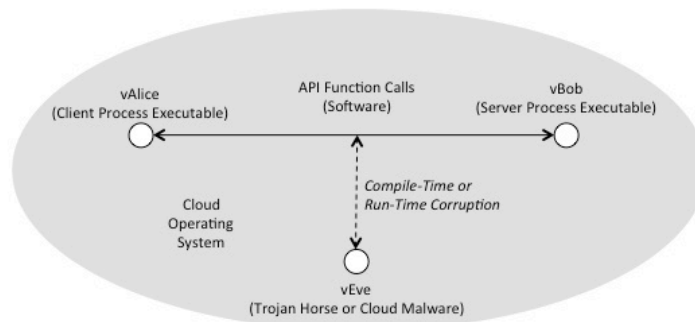 vAlice
(Client Process Executable)
API Function Calls
(Software)
vBob
(Server Process Executable)
Compile-Time or
Run-Time Corruption
Cloud
Operating
System
vEve
(Trojan Horse or Cloud Malware)